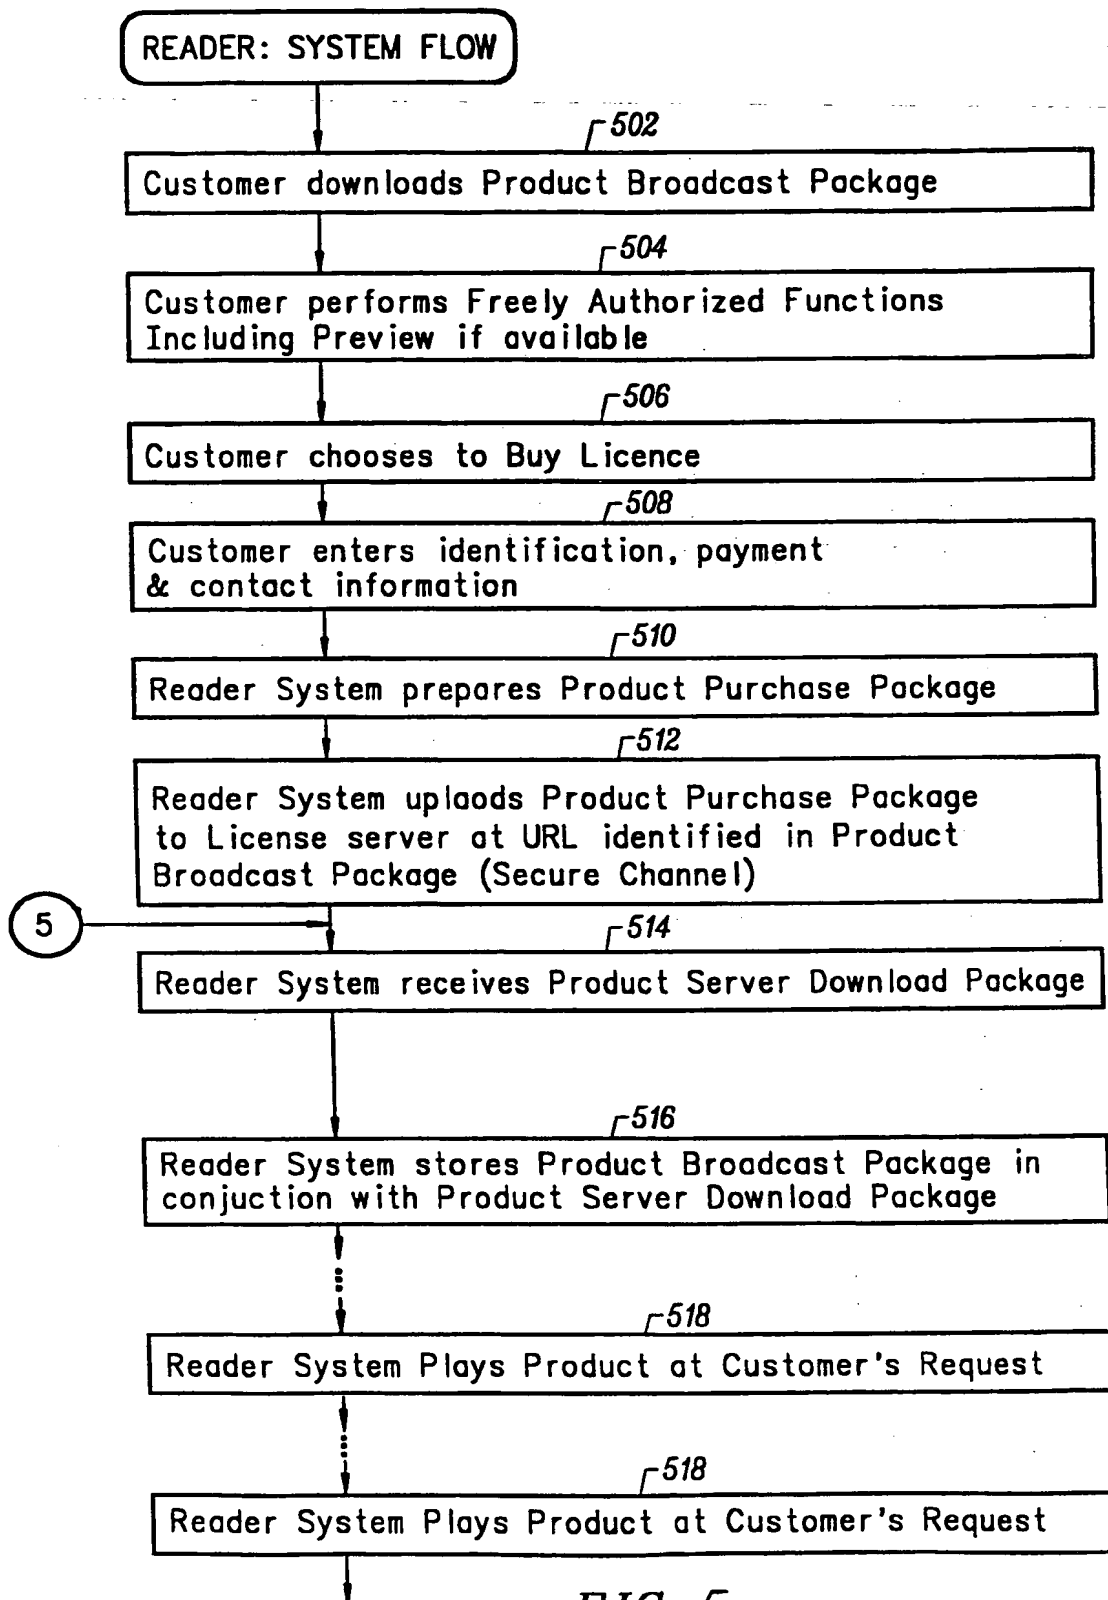 READER: SYSTEM FLOW
502
Customer downloads Product Broadcast Package
504
Customer performs Freely Authorized Functions
Including Preview if available
506
Customer chooses to Buy Licence
508
Customer enters identification, payment
& contact information
510
Reader System prepares Product Purchase Package
512
Reader System uplaods Product Purchase Package
to License server at URL identified in Product
Broadcast Package (Secure Channel)
5
514
Reader System receives Product Server Download Package
516
Reader System stores Product Broadcast Package in
conjuction with Product Server Download Package
518
Reader System Plays Product at Customer's Request
518
Reader System Plays Product at Customer's Request
FIG. 5